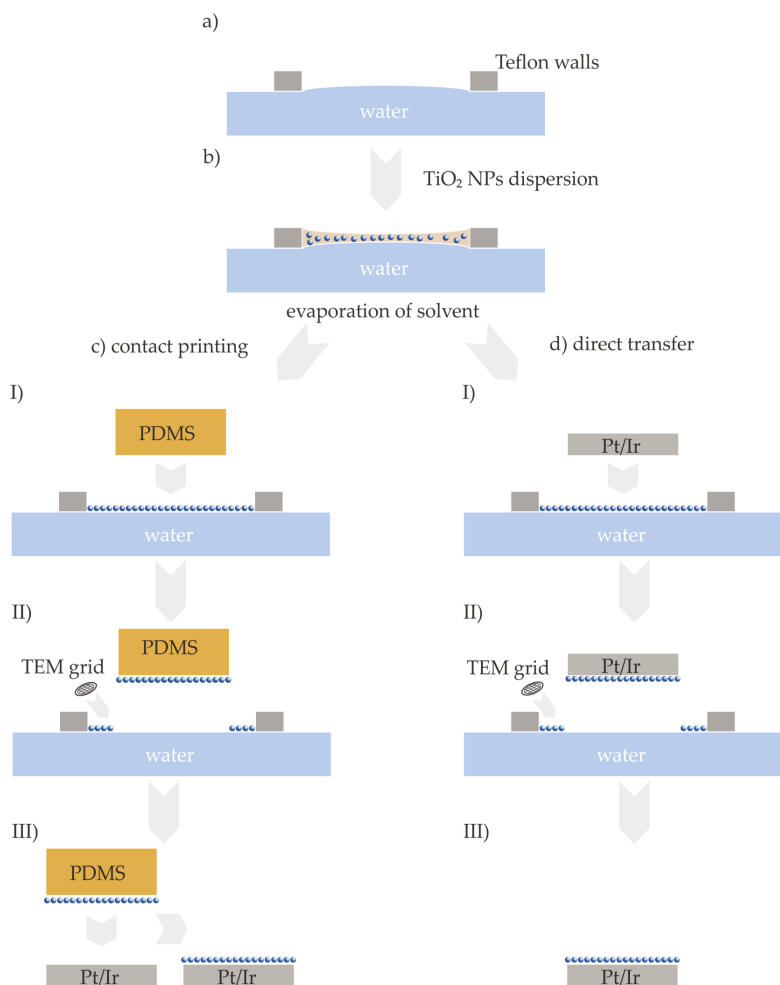 a)
Teflon walls
water
b)
TiO₂ NPs dispersion
water
evaporation of solvent
c) contact printing
d) direct transfer
I)
PDMS
water
I)
Pt/Ir
water
II)
PDMS
TEM grid
water
II)
Pt/Ir
TEM grid
water
III)
PDMS
Pt/Ir
Pt/Ir
III)
Pt/Ir